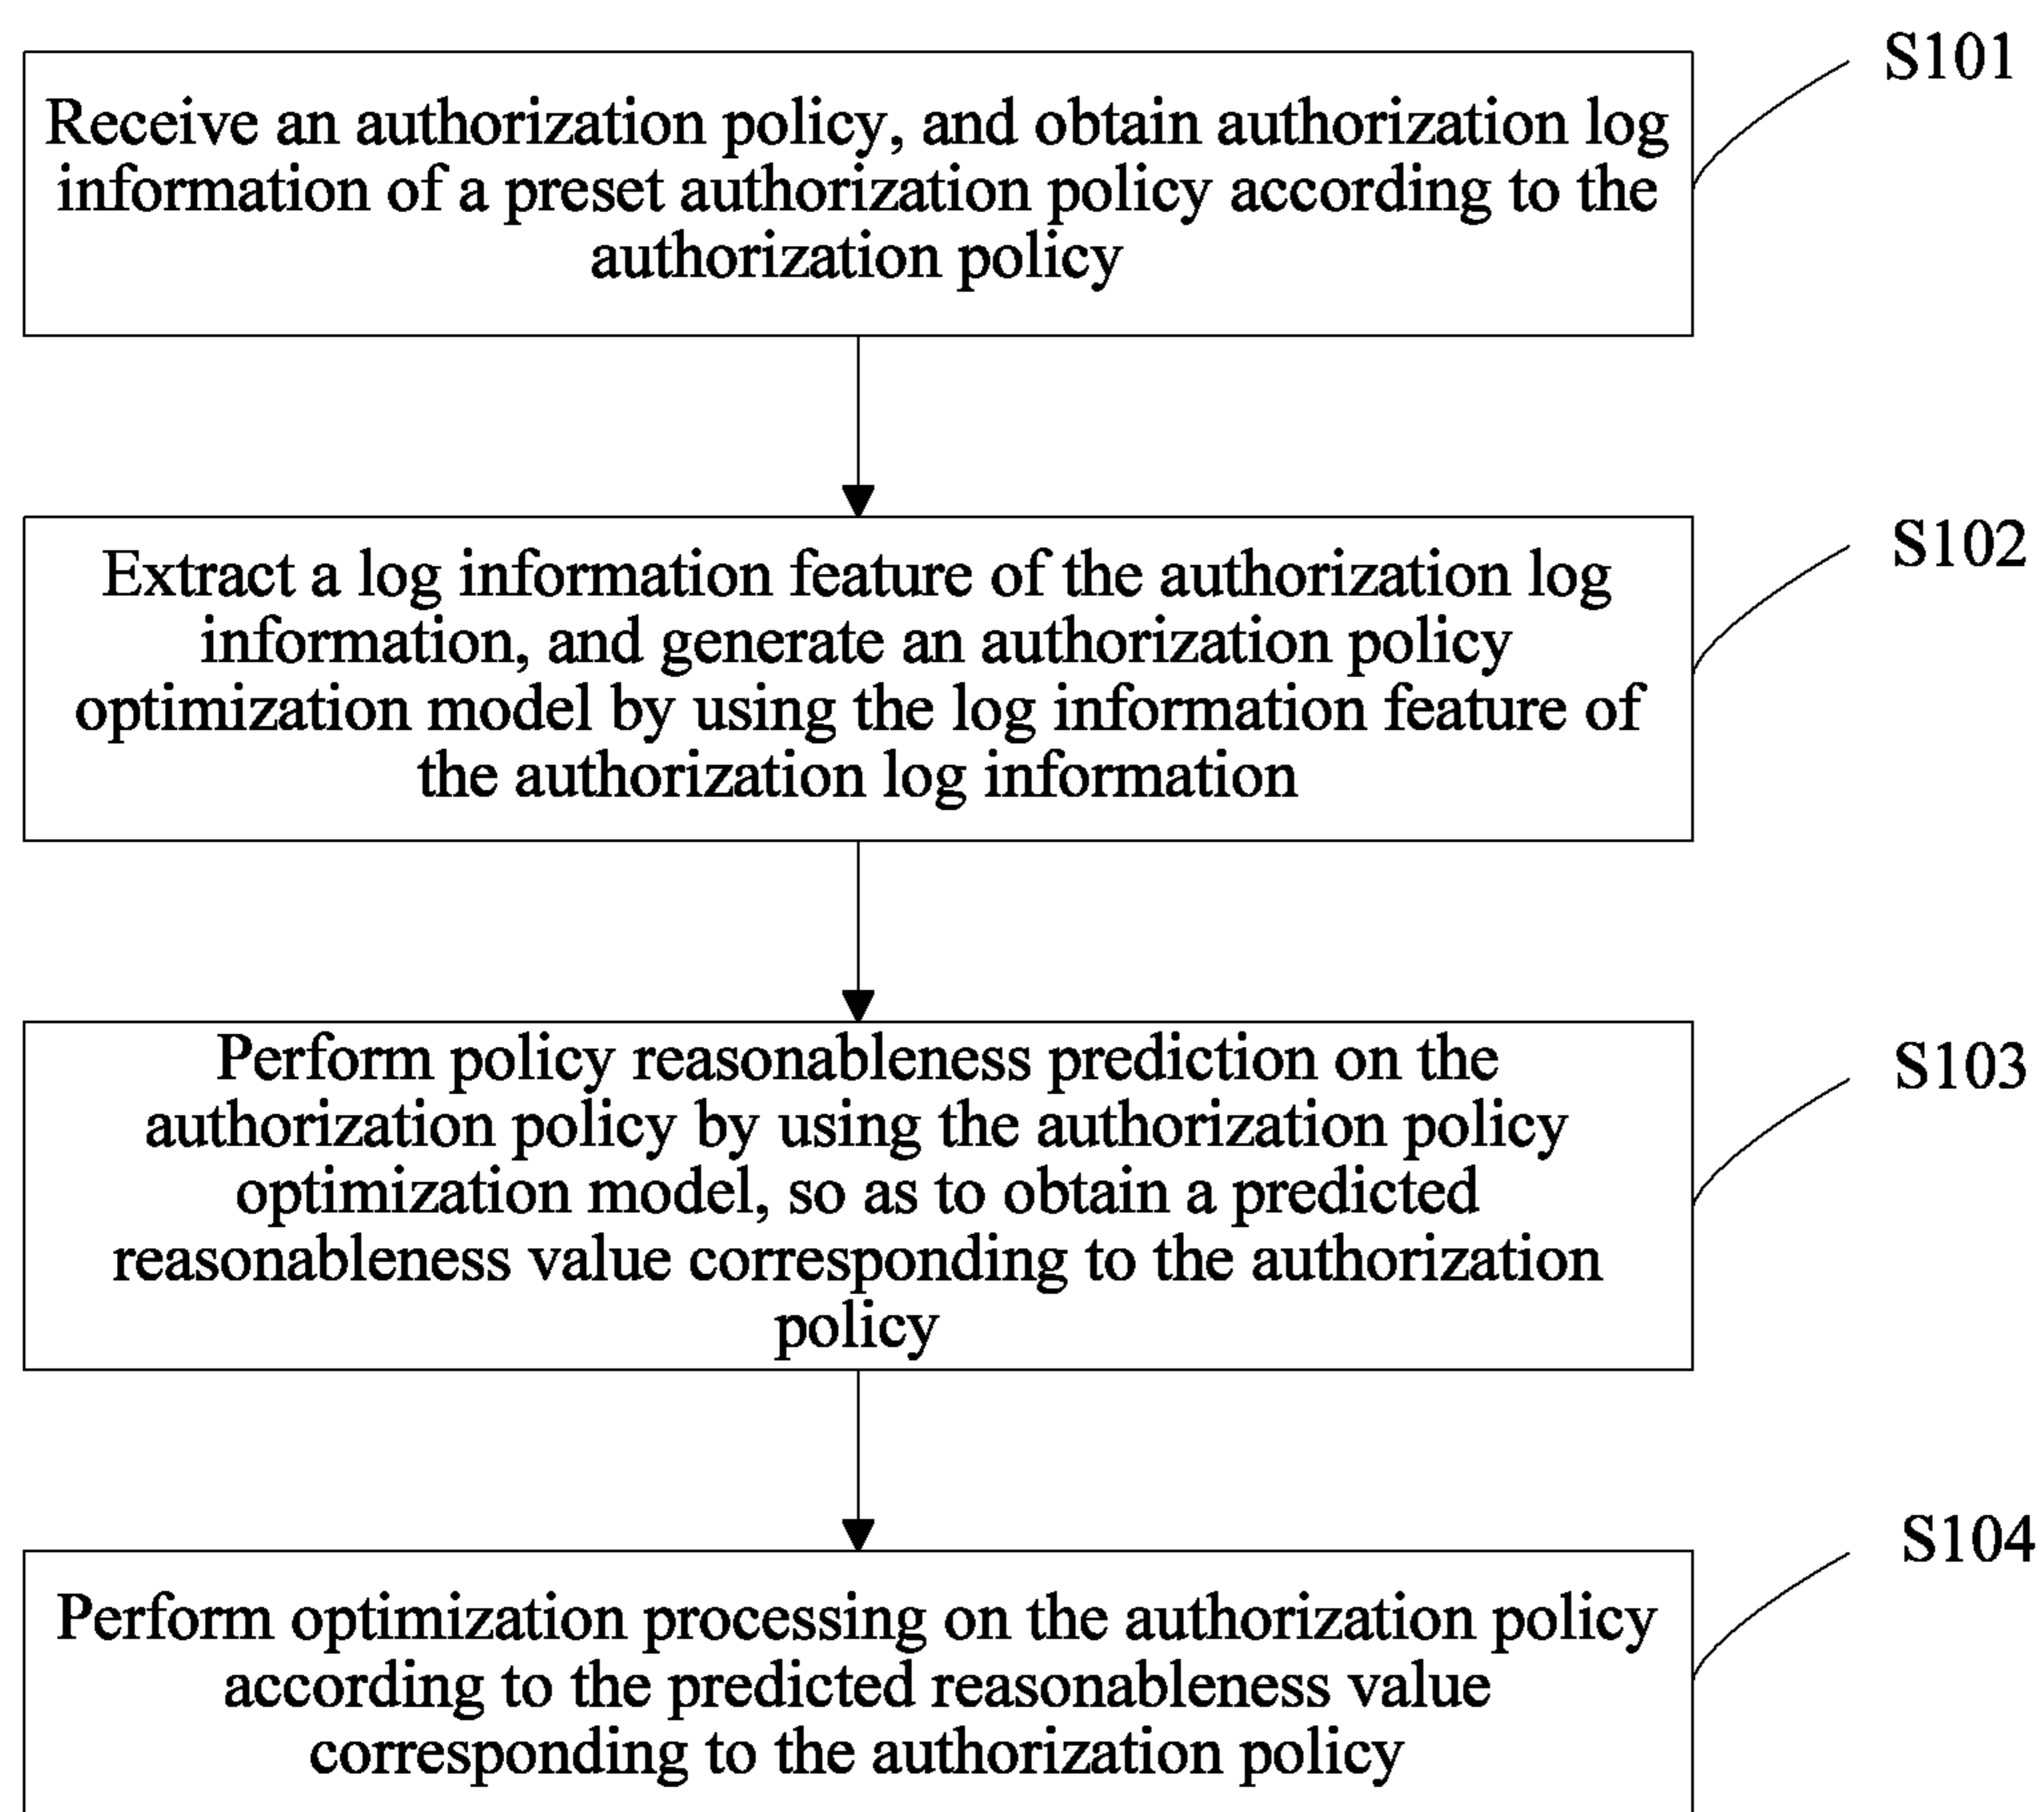 S101
Receive an authorization policy, and obtain authorization log
information of a preset authorization policy according to the
authorization policy
S102
Extract a log information feature of the authorization log
information, and generate an authorization policy
optimization model by using the log information feature of
the authorization log information
S103
Perform policy reasonableness prediction on the
authorization policy by using the authorization policy
optimization model, so as to obtain a predicted
reasonableness value corresponding to the authorization
policy
S104
Perform optimization processing on the authorization policy
according to the predicted reasonableness value
corresponding to the authorization policy